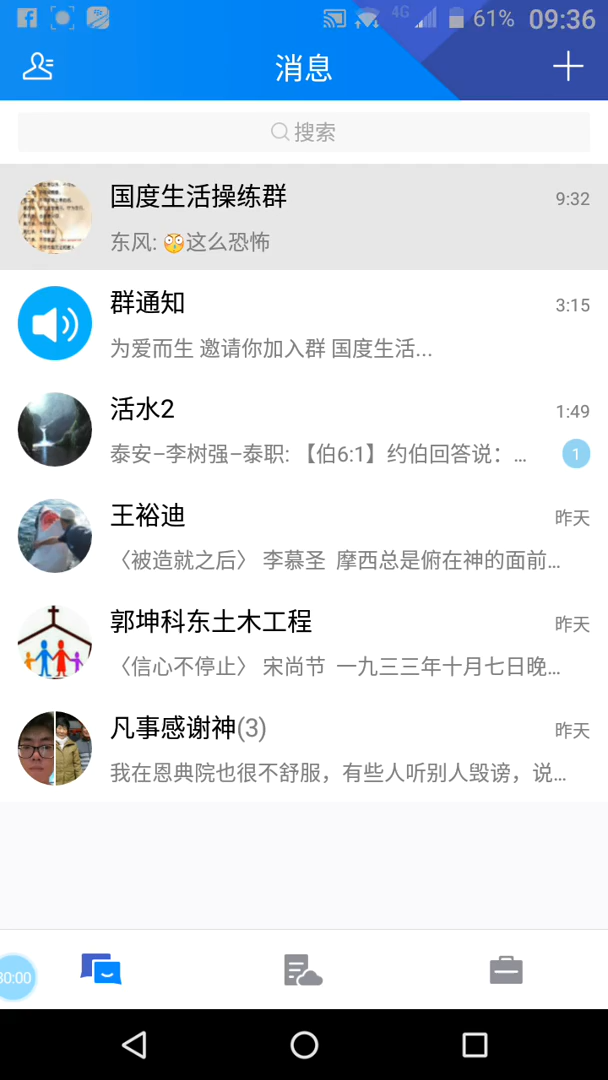 4G 61% 09:36
消息
搜索
国度生活操练群 9:32
东风: 😳这么恐怖
群通知 3:15
为爱而生 邀请你加入群 国度生活...
活水2 1:49
泰安-李树强-泰职: 【伯6:1】约伯回答说：... 1
王裕迪 昨天
〈被造就之后〉 李慕圣 摩西总是俯在神的面前...
郭坤科东土木工程 昨天
〈信心不停止〉 宋尚节 一九三三年十月七日晚...
凡事感谢神(3) 昨天
我在恩典院也很不舒服，有些人听别人毁谤，说...
30:00